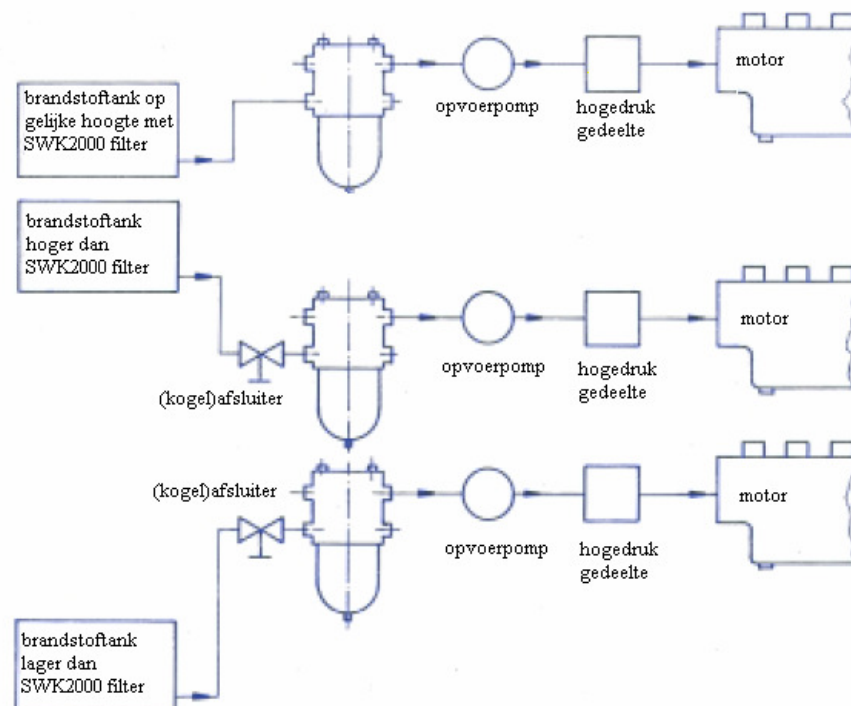 brandstoftank op
gelijke hoogte met
SWK2000 filter
opvoerpomp
hogedruk
gedeelte
motor
brandstoftank
hoger dan
SWK2000 filter
(kogel)afsluiter
opvoerpomp
hogedruk
gedeelte
motor
(kogel)afsluiter
opvoerpomp
hogedruk
gedeelte
motor
brandstoftank
lager dan
SWK2000 filter